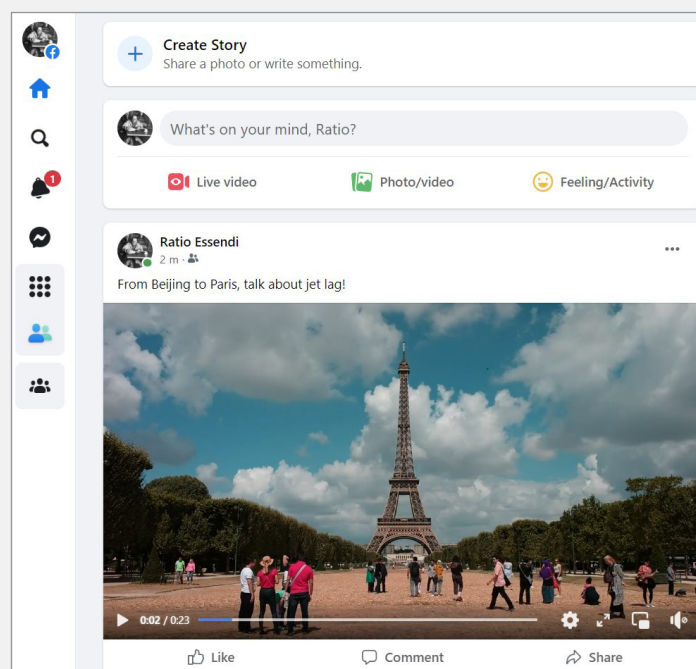 Create Story
Share a photo or write something.
What's on your mind, Ratio?
Live video Photo/video Feeling/Activity
1
Ratio Essendi
2 m ·
From Beijing to Paris, talk about jet lag!
0:02 / 0:23
Like Comment Share